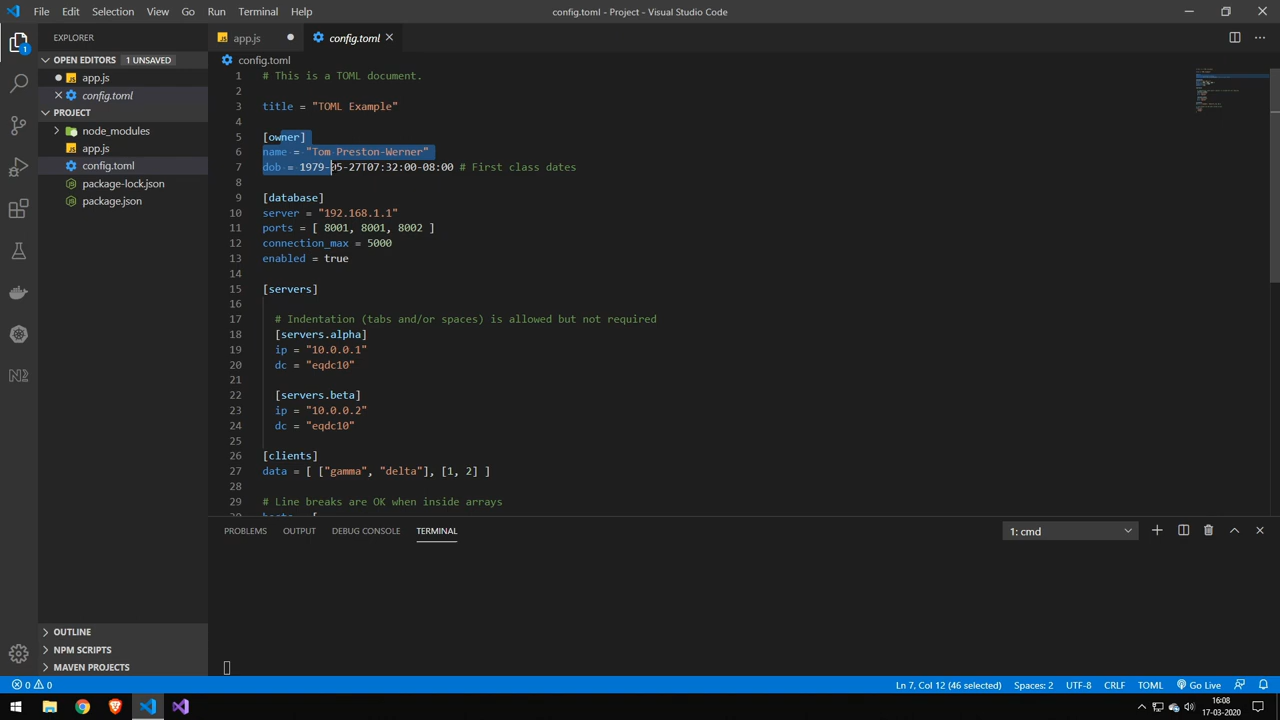 File Edit Selection View Go Run Terminal Help
config.toml - Project - Visual Studio Code
EXPLORER
app.js
config.toml
OPEN EDITORS 1 UNSAVED
app.js
config.toml
PROJECT
node_modules
app.js
config.toml
package-lock.json
package.json
OUTLINE
NPM SCRIPTS
MAVEN PROJECTS
1
config.toml
1 # This is a TOML document.
2
3 title = "TOML Example"
4
5 [owner]
6 name = "Tom Preston-Werner"
7 dob = 1979-05-27T07:32:00-08:00 # First class dates
8
9 [database]
10 server = "192.168.1.1"
11 ports = [ 8001, 8001, 8002 ]
12 connection_max = 5000
13 enabled = true
14
15 [servers]
16
17 # Indentation (tabs and/or spaces) is allowed but not required
18 [servers.alpha]
19 ip = "10.0.0.1"
20 dc = "eqdc10"
21
22 [servers.beta]
23 ip = "10.0.0.2"
24 dc = "eqdc10"
25
26 [clients]
27 data = [ ["gamma", "delta"], [1, 2] ]
28
29 # Line breaks are OK when inside arrays
PROBLEMS OUTPUT DEBUG CONSOLE TERMINAL
1: cmd
0 0
Ln 7, Col 12 (46 selected) Spaces: 2 UTF-8 CRLF TOML Go Live
16:08
17-03-2020